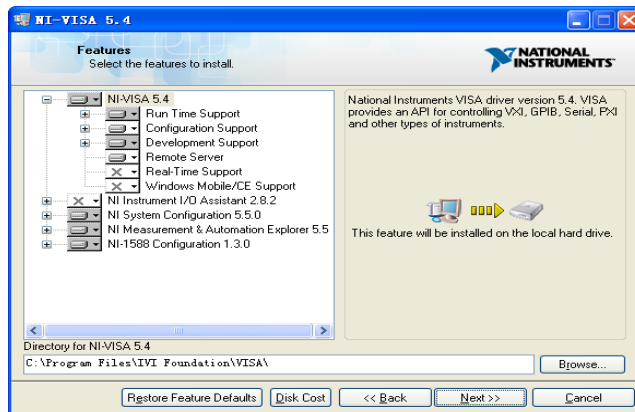 NI-VISA 5.4
Features
Select the features to install.
NATIONAL
INSTRUMENTS
NI-VISA 5.4
Run Time Support
Configuration Support
Development Support
Remote Server
Real-Time Support
Windows Mobile/CE Support
NI Instrument I/O Assistant 2.8.2
NI System Configuration 5.5.0
NI Measurement & Automation Explorer 5.5
NI-1588 Configuration 1.3.0
National Instruments VISA driver version 5.4. VISA
provides an API for controlling VXI, GPIB, Serial, PXI
and other types of instruments.
This feature will be installed on the local hard drive.
Directory for NI-VISA 5.4
C:\Program Files\IVI Foundation\VISA\
Browse...
Restore Feature Defaults
Disk Cost
<< Back
Next >>
Cancel